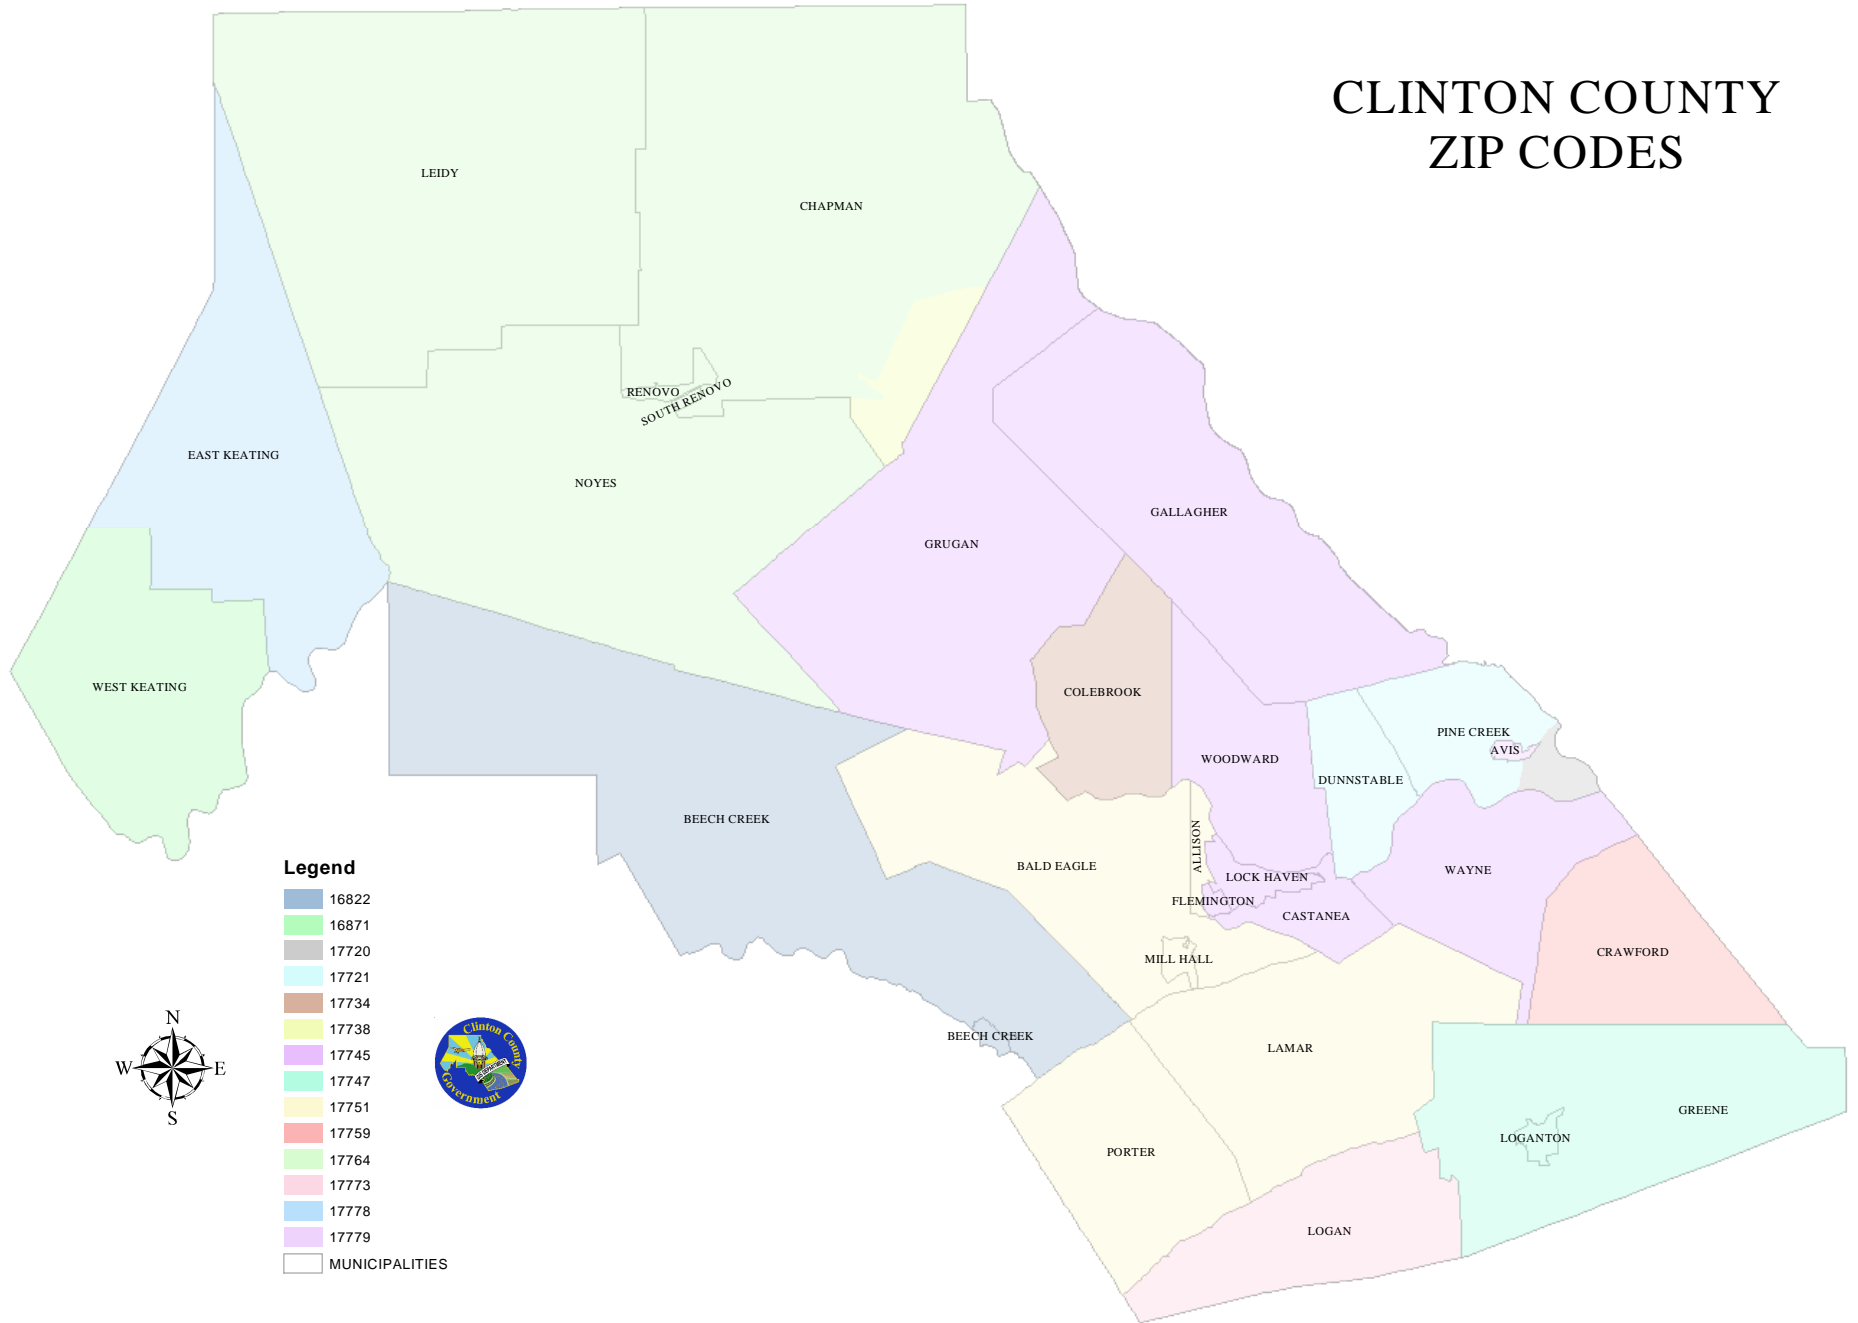 CLINTON COUNTY
ZIP CODES
LEIDY
CHAPMAN
RENOVO
SOUTH RENOVO
EAST KEATING
NOYES
GALLAGHER
GRUGAN
WEST KEATING
COLEBROOK
PINE CREEK
AVIS
WOODWARD
DUNNSTABLE
BEECH CREEK
ALLISON
BALD EAGLE
WAYNE
LOCK HAVEN
FLEMINGTON
CASTANEA
CRAWFORD
MILL HALL
BEECH CREEK
LAMAR
GREENE
LOGANTON
PORTER
LOGAN
Legend
16822
16871
17720
17721
17734
17738
17745
17747
17751
17759
17764
17773
17778
17779
MUNICIPALITIES
N
W E
S
Clinton County
Government